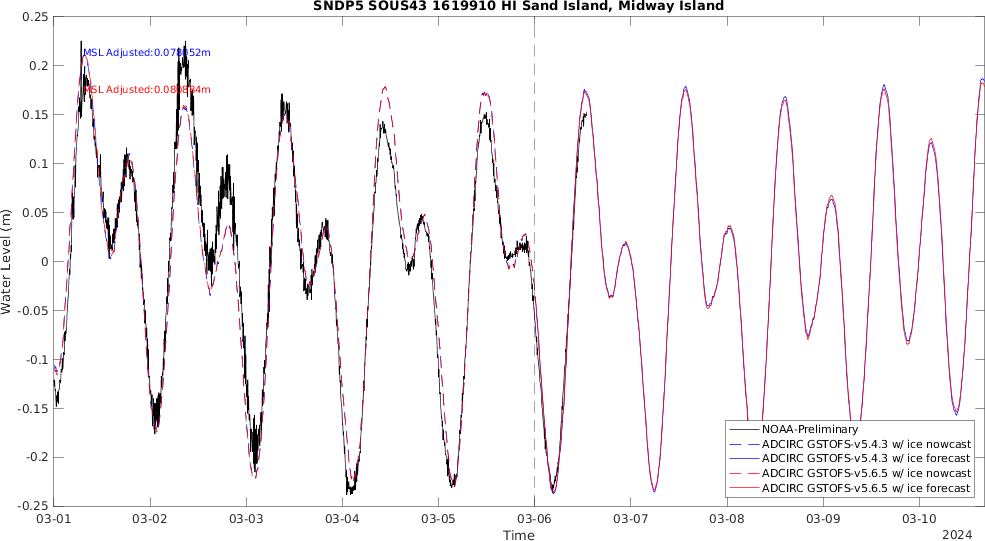 SNDP5 SOUS43 1619910 HI Sand Island, Midway Island
0.25
0.2
0.15
0.1
0.05
0
-0.05
-0.1
-0.15
-0.2
-0.25
Water Level (m)
MSL Adjusted:0.078052m
MSL Adjusted:0.080884m
NOAA-Preliminary
ADCIRC GSTOFS-v5.4.3 w/ ice nowcast
ADCIRC GSTOFS-v5.4.3 w/ ice forecast
ADCIRC GSTOFS-v5.6.5 w/ ice nowcast
ADCIRC GSTOFS-v5.6.5 w/ ice forecast
03-01 03-02 03-03 03-04 03-05 03-06 03-07 03-08 03-09 03-10
Time
2024